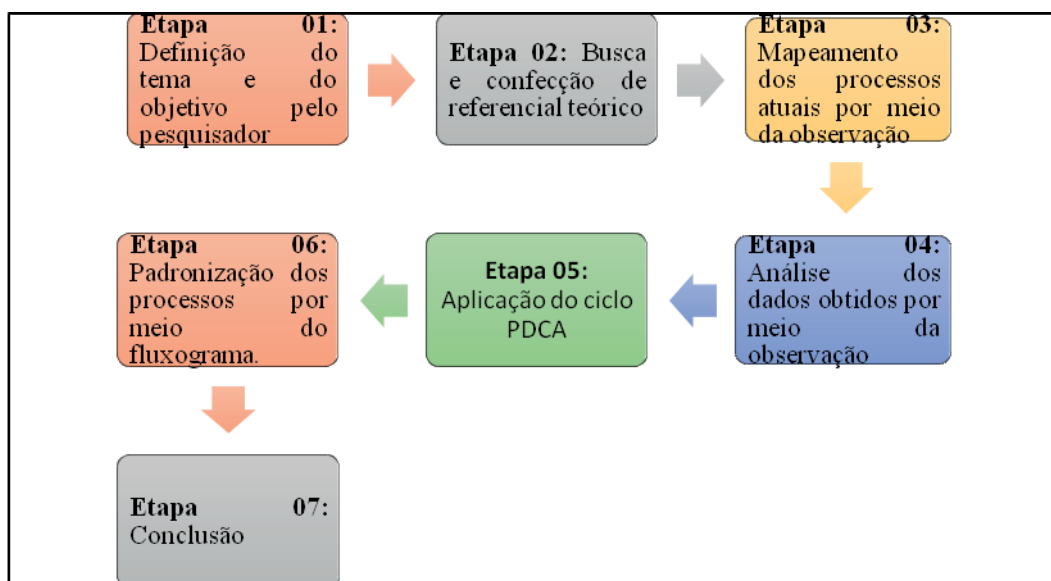 Etapa 01:
Definição do
tema e do
objetivo pelo
pesquisador
Etapa 02: Busca
e confecção de
referencial teórico
Etapa 03:
Mapeamento
dos processos
atuais por meio
da observação
Etapa 04:
Análise dos
dados obtidos por
meio da
observação
Etapa 05:
Aplicação do ciclo
PDCA
Etapa 06:
Padronização dos
processos por
meio do
fluxograma.
Etapa 07:
Conclusão